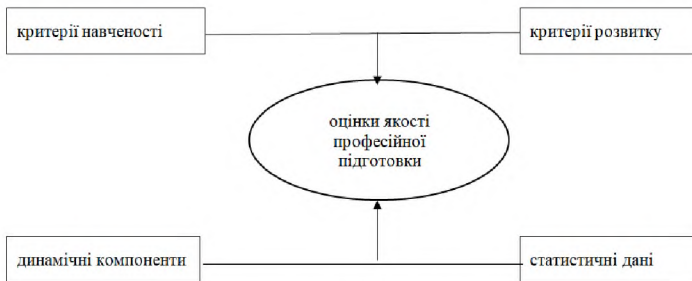 критерії навченості
критерії розвитку
оцінки якості
професійної
підготовки
динамічні компоненти
статистичні дані